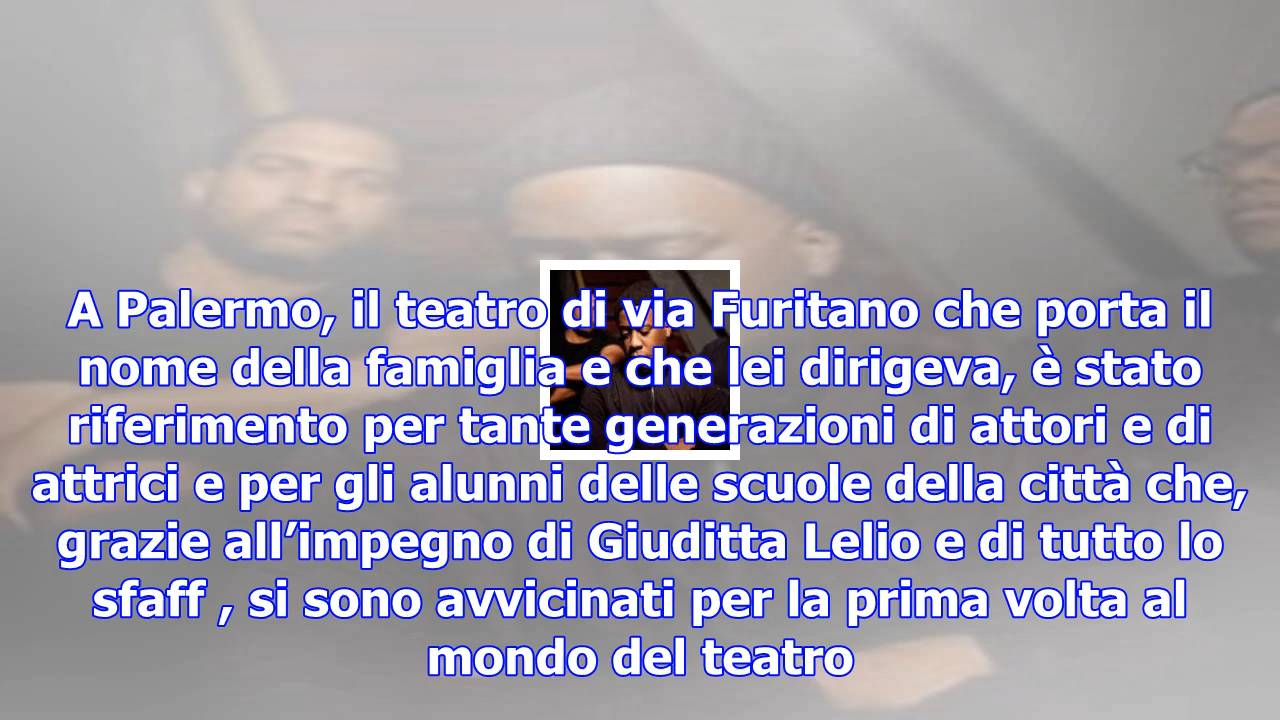 A Palermo, il teatro di via Furitano che porta il
nome della famiglia e che lei dirigeva, è stato
riferimento per tante generazioni di attori e di
attrici e per gli alunni delle scuole della città che,
grazie all’impegno di Giuditta Lelio e di tutto lo
sfaff , si sono avvicinati per la prima volta al
mondo del teatro